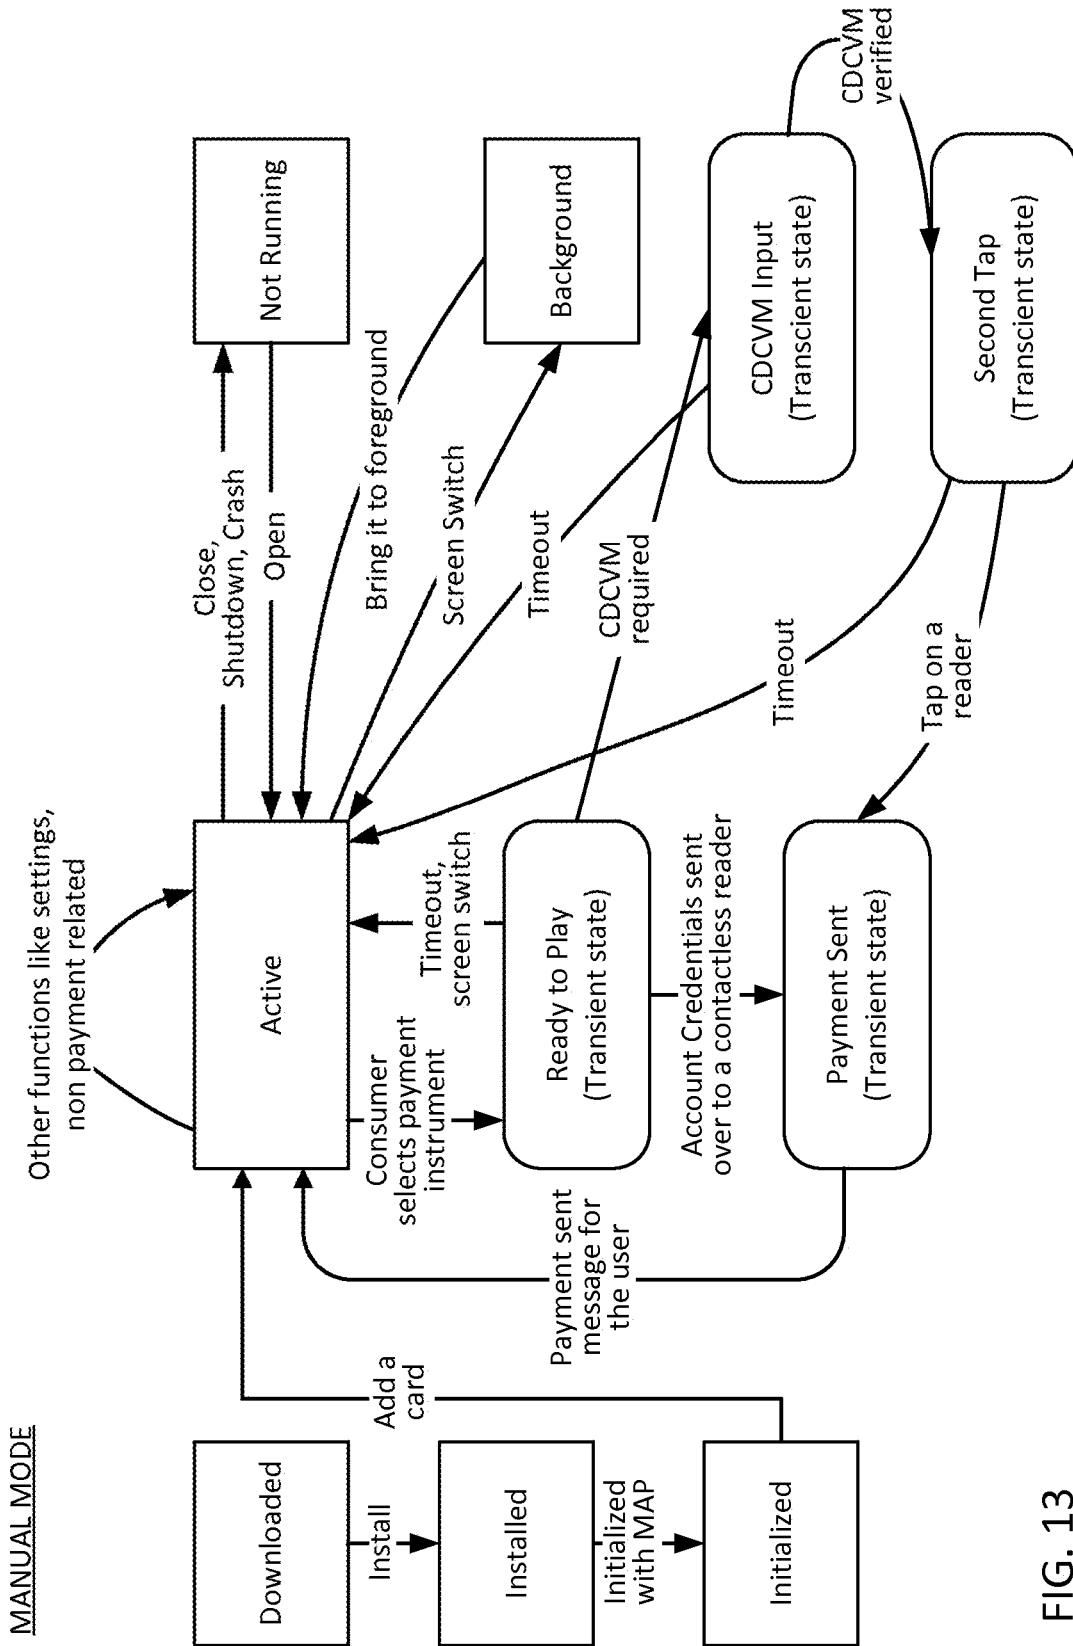 MANUAL MODE
Other functions like settings,
non payment related
Downloaded
Install
Installed
Initialized
with MAP
Initialized
Add a
card
Active
Close,
Shutdown, Crash
Open
Not Running
Bring it to foreground
Screen Switch
Background
Consumer
selects payment
instrument
Timeout,
screen switch
Payment sent
message for
the user
Ready to Play
(Transient state)
Timeout
CDCVM
required
CDCVM Input
(Transcient state)
CDCVM
verified
Account Credentials sent
over to a contactless reader
Timeout
Payment Sent
(Transient state)
Tap on a
reader
Second Tap
(Transcient state)
FIG. 13